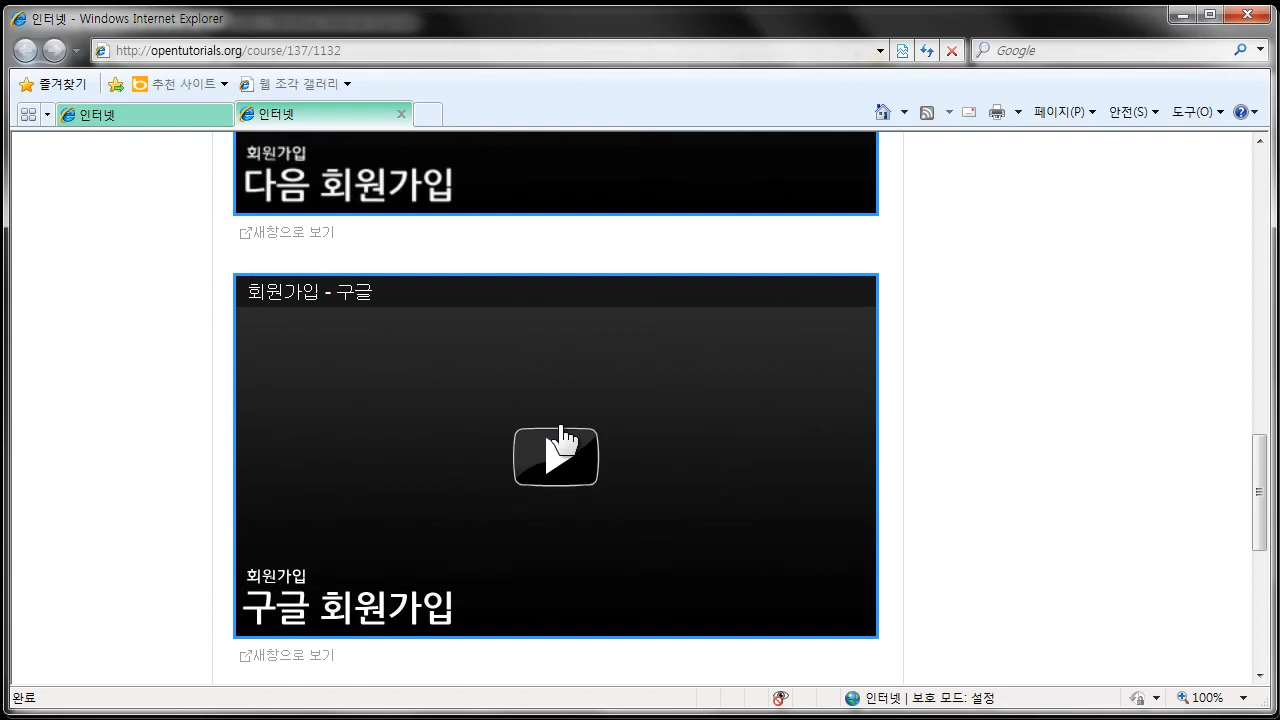 인터넷 - Windows Internet Explorer
http://opentutorials.org/course/137/1132
Google
즐겨찾기
추천 사이트
웹 조각 갤러리
인터넷
인터넷
페이지(P)
안전(S)
도구(O)
회원가입
다음 회원가입
새창으로 보기
회원가입 - 구글
회원가입
구글 회원가입
새창으로 보기
완료
인터넷 | 보호 모드: 설정
100%